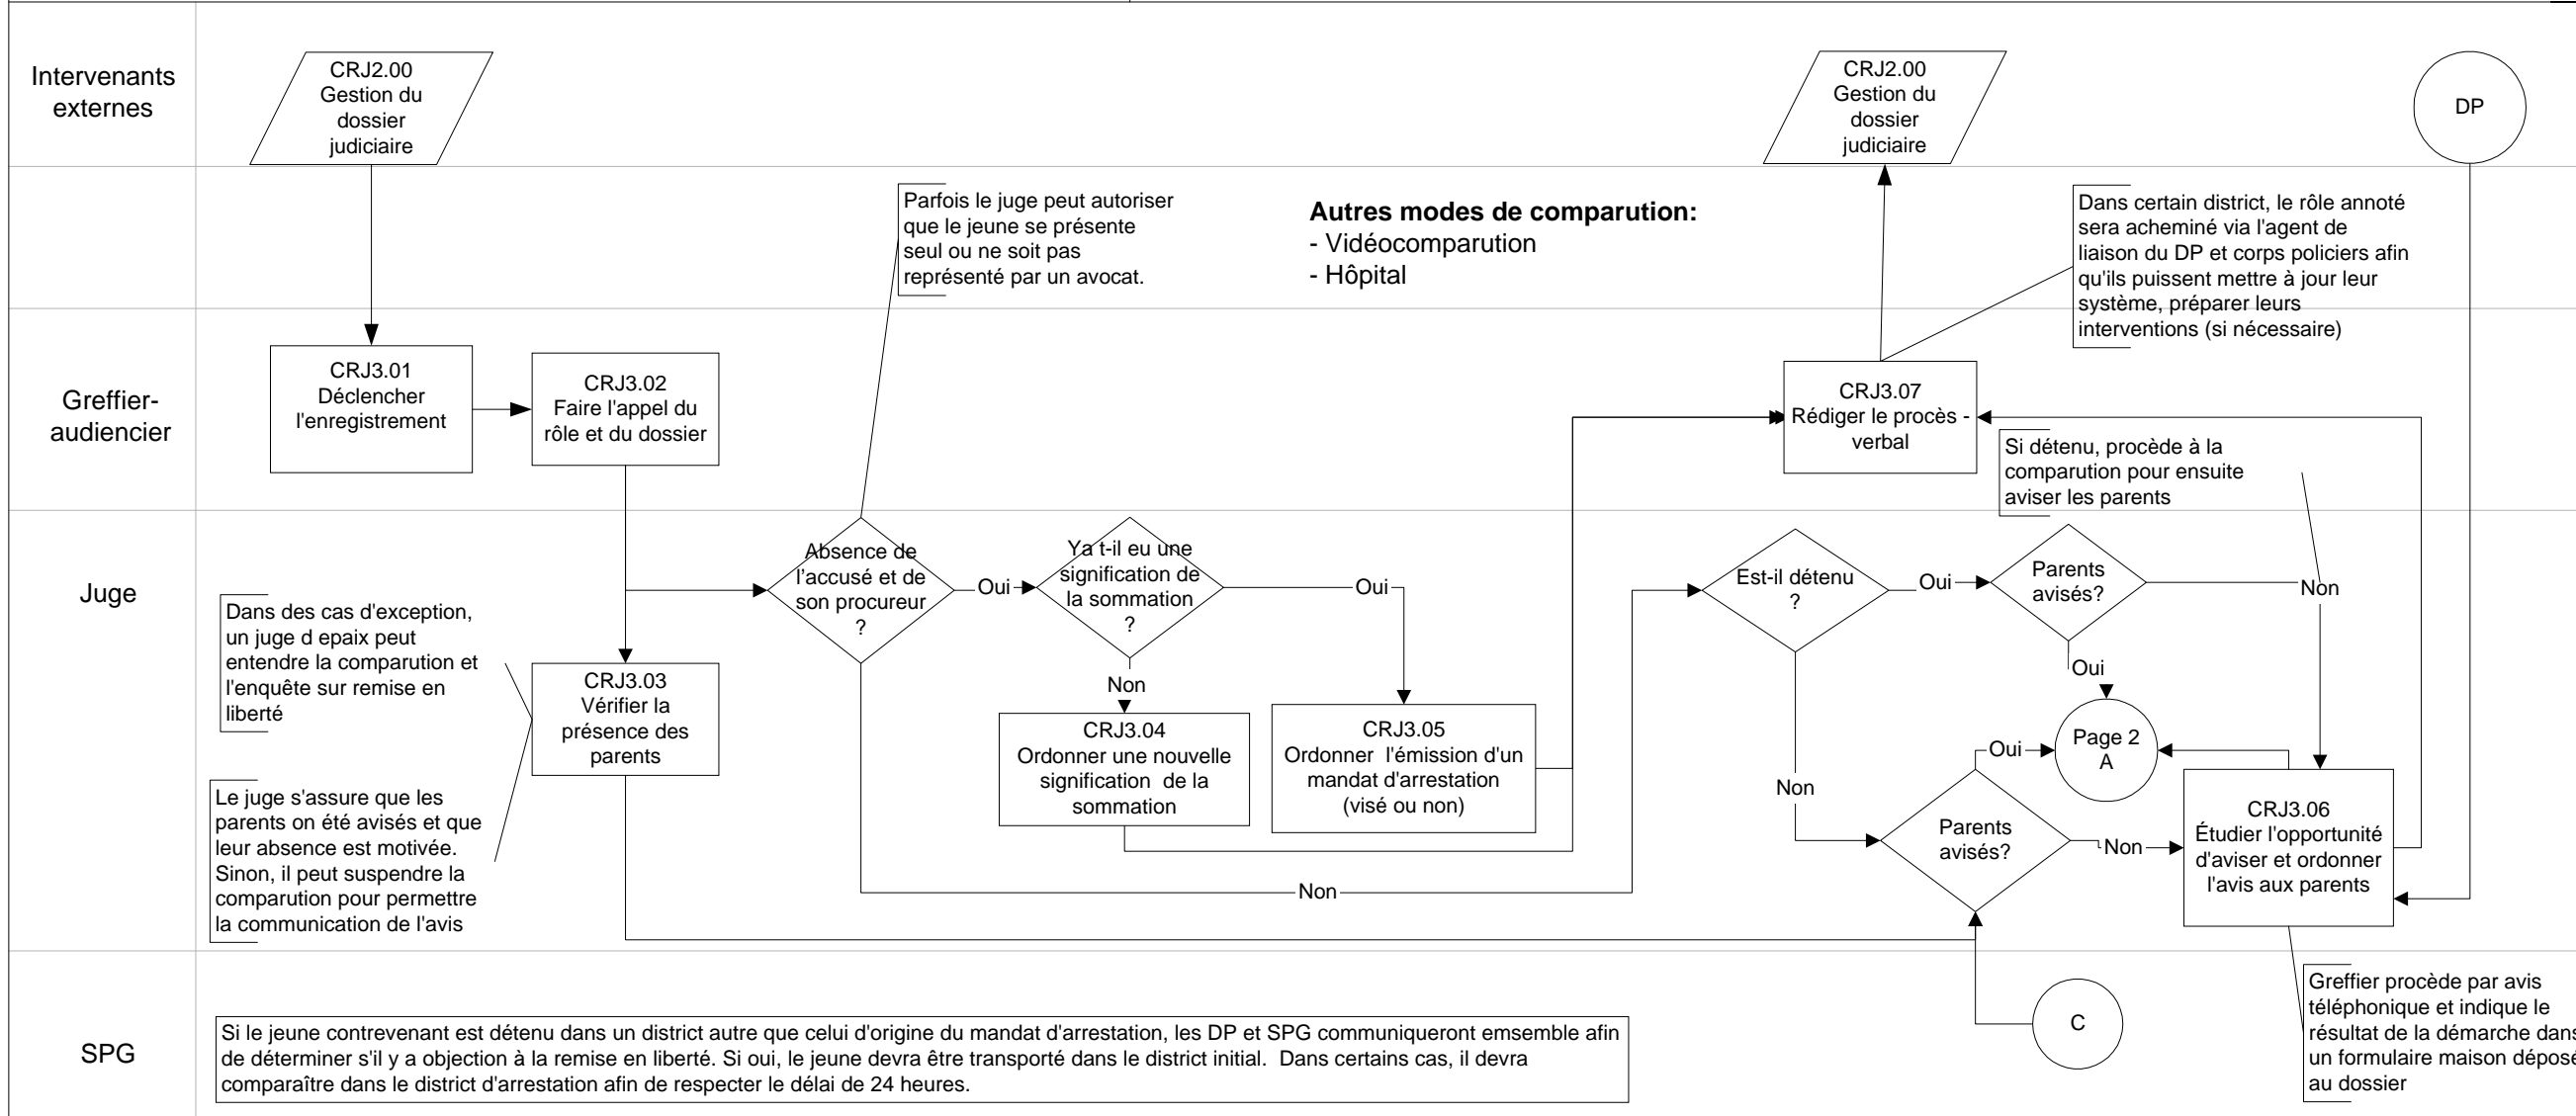 Intervenants
externes
CRJ2.00
Gestion du
dossier
judiciaire
CRJ2.00
Gestion du
dossier
judiciaire
DP
Parfois le juge peut autoriser
que le jeune se présente
seul ou ne soit pas
représenté par un avocat.
Autres modes de comparution:
- Vidéocomparution
- Hôpital
Dans certain district, le rôle annoté
sera acheminé via l'agent de
liaison du DP et corps policiers afin
qu'ils puissent mettre à jour leur
système, préparer leurs
interventions (si nécessaire)
Greffier-
audiencier
CRJ3.01
Déclencher
l'enregistrement
CRJ3.02
Faire l'appel du
rôle et du dossier
CRJ3.07
Rédiger le procès -
verbal
Si détenu, procède à la
comparution pour ensuite
aviser les parents
Juge
Absence de
l'accusé et de
son procureur
?
Oui
Ya t-il eu une
signification de
la sommation
?
Oui
Est-il détenu
?
Oui
Parents
avisés?
Non
Dans des cas d'exception,
un juge d epaix peut
entendre la comparution et
l'enquête sur remise en
liberté
CRJ3.03
Vérifier la
présence des
parents
Non
Oui
CRJ3.04
Ordonner une nouvelle
signification de la
sommation
CRJ3.05
Ordonner l'émission d'un
mandat d'arrestation
(visé ou non)
Non
Oui
Page 2
A
Le juge s'assure que les
parents on été avisés et que
leur absence est motivée.
Sinon, il peut suspendre la
comparution pour permettre
la communication de l'avis
Parents
avisés?
Non
CRJ3.06
Étudier l'opportunité
d'aviser et ordonner
l'avis aux parents
Non
SPG
Si le jeune contrevenant est détenu dans un district autre que celui d'origine du mandat d'arrestation, les DP et SPG communiqueront emsemble afin
de déterminer s'il y a objection à la remise en liberté. Si oui, le jeune devra être transporté dans le district initial. Dans certains cas, il devra
comparaître dans le district d'arrestation afin de respecter le délai de 24 heures.
C
Greffier procède par avis
téléphonique et indique le
résultat de la démarche dans
un formulaire maison déposé
au dossier